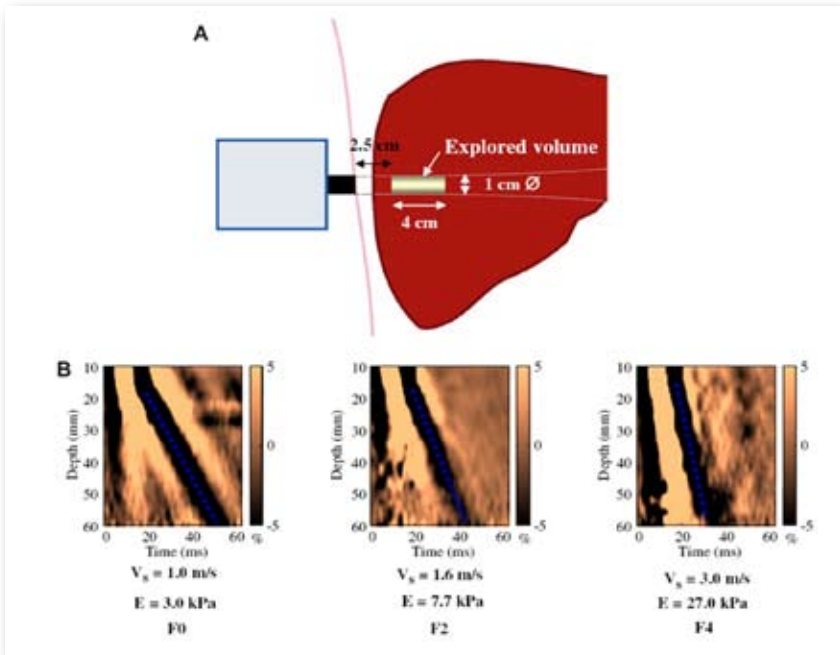 A
2.5 cm
Explored volume
1 cm Ø
4 cm
B
10
20
30
40
50
60
Depth (mm)
0 20 40 60
Time (ms)
5
0
-5
%
V_s = 1.0 m/s
E = 3.0 kPa
F0
10
20
30
40
50
60
Depth (mm)
0 20 40 60
Time (ms)
5
0
-5
%
V_s = 1.6 m/s
E = 7.7 kPa
F2
10
20
30
40
50
60
Depth (mm)
0 20 40 60
Time (ms)
5
0
-5
%
V_s = 3.0 m/s
E = 27.0 kPa
F4